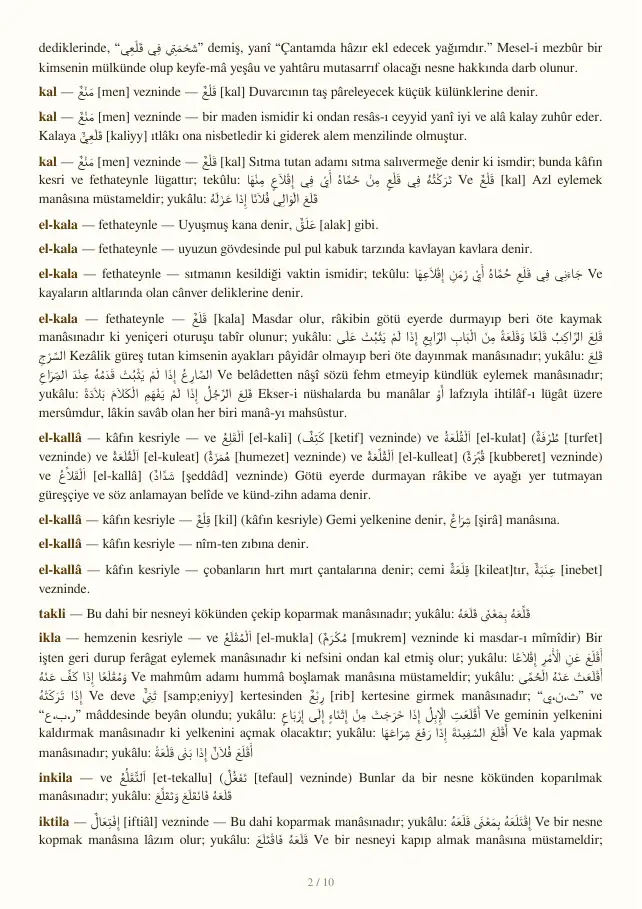 dediklerinde, “شَحْمَتِي فِي قَلْعِي” demiş, yanî “Çantamda hâzır ekl edecek yağımdır.” Mesel-i mezbûr bir
kimsenin mülkünde olup keyfe-mâ yeşâu ve yahtâru mutasarrıf olacağı nesne hakkında darb olunur.
kal — مَنْعٌ [men] vezninde — قَلْعٌ [kal] Duvarcının taş pâreleyecek küçük külünklerine denir.
kal — مَنْعٌ [men] vezninde — bir maden ismidir ki ondan resâs-ı ceyyid yanî iyi ve alâ kalay zuhûr eder.
Kalaya قَلْعِيٌّ [kaliyy] ıtlâkı ona nisbetledir ki giderek alem menzilinde olmuştur.
kal — مَنْعٌ [men] vezninde — قَلْعٌ [kal] Sıtma tutan adamı sıtma salıvermeğe denir ki ismdir; bunda kâfın
kesri ve fethateynle lügattır; tekûlu: تَرَكْتُهُ فِي قَلْعٍ مِنْ حُمَّاهُ أَيْ فِي إِقْلَاعٍ مِنْهَا Ve قَلْعٌ [kal] Azl eylemek
manâsına müstameldir; yukâlu: قَلَعَ الْوَالِي فُلَانًا إِذَا عَزَلَهُ
el-kala — fethateynle — Uyuşmuş kana denir, عَلَقٌ [alak] gibi.
el-kala — fethateynle — uyuzun gövdesinde pul pul kabuk tarzında kavlayan kavlara denir.
el-kala — fethateynle — sıtmanın kesildiği vaktin ismidir; tekûlu: جَاءَنِي فِي قَلَعِ حُمَّاهُ أَيْ زَمَنِ إِقْلَاعِهَا Ve
kayaların altlarında olan cânver deliklerine denir.
el-kala — fethateynle — قَلَعٌ [kala] Masdar olur, râkibin götü eyerde durmayıp beri öte kaymak
manâsınadır ki yeniçeri oturuşu tabîr olunur; yukâlu: قَلِعَ الرَّاكِبُ قَلَعًا وَقَلْعَةً مِنَ الْبَابِ الرَّابِعِ إِذَا لَمْ يَثْبُتْ عَلَى
السَّرْجِ Kezâlik güreş tutan kimsenin ayakları pâyidâr olmayıp beri öte dayınmak manâsınadır; yukâlu: قَلِعَ
الصَّارِعُ إِذَا لَمْ يَثْبُتْ قَدَمُهُ عِنْدَ الصِّرَاعِ Ve belâdetten nâşî sözü fehm etmeyip kündlük eylemek manâsınadır;
yukâlu: قَلِعَ الرَّجُلُ إِذَا لَمْ يَفْهَمِ الْكَلَامَ بَلَادَةً Ekser-i nüshalarda bu manâlar أَوْ lafzıyla ihtilâf-ı lügât üzere
mersûmdur, lâkin savâb olan her biri manâ-yı mahsûstur.
el-kallâ — kâfın kesriyle — ve اَلْقَلِعُ [el-kali] (كَتِفٌ [ketif] vezninde) ve اَلْقُلْعَةُ [el-kulat] (طُرْفَةٌ [turfet]
vezninde) ve اَلْقُلَعَةُ [el-kuleat] (هُمَزَةٌ [humezet] vezninde) ve اَلْقُلَّعَةُ [el-kulleat] (قُبَّرَةٌ [kubberet] vezninde)
ve اَلْقَلَّاعُ [el-kallâ] (شَدَّادٌ [şeddâd] vezninde) Götü eyerde durmayan râkibe ve ayağı yer tutmayan
güreşçiye ve söz anlamayan belîde ve künd-zihn adama denir.
el-kallâ — kâfın kesriyle — قِلْعٌ [kil] (kâfın kesriyle) Gemi yelkenine denir, شِرَاعٌ [şirâ] manâsına.
el-kallâ — kâfın kesriyle — nîm-ten zıbına denir.
el-kallâ — kâfın kesriyle — çobanların hırt mırt çantalarına denir; cemi قِلَعَةٌ [kileat]tır, عِنَبَةٌ [inebet]
vezninde.
takli — Bu dahi bir nesneyi kökünden çekip koparmak manâsınadır; yukâlu: قَلَّعَهُ بِمَعْنَى قَلَعَهُ
ikla — hemzenin kesriyle — ve اَلْمُقْلَعُ [el-mukla] (مُكْرَمٌ [mukrem] vezninde ki masdar-ı mîmîdir) Bir
işten geri durup ferâgat eylemek manâsınadır ki nefsini ondan kal etmiş olur; yukâlu: أَقْلَعَ عَنِ الْأَمْرِ إِقْلَاعًا
وَمُقْلَعًا إِذَا كَفَّ عَنْهُ Ve mahmûm adamı hummâ boşlamak manâsına müstameldir; yukâlu: أَقْلَعَتْ عَنْهُ الْحُمَّى
إِذَا تَرَكَتْهُ Ve deve ثَنِيٌّ [samp;eniyy] kertesinden رِبْعٌ [rib] kertesine girmek manâsınadır; “ث،ن،ي” ve
“ر،ب،ع” mâddesinde beyân olundu; yukâlu: أَقْلَعَتِ الْإِبِلُ إِذَا خَرَجَتْ مِنْ إِثْنَاءٍ إِلَى إِرْبَاعٍ Ve geminin yelkenini
kaldırmak manâsınadır ki yelkenini açmak olacaktır; yukâlu: أَقْلَعَ السَّفِينَةَ إِذَا رَفَعَ شِرَاعَهَا Ve kala yapmak
manâsınadır; yukâlu: أَقْلَعَ فُلَانٌ إِذَا بَنَى قَلْعَةً
inkila — ve اَلتَّقَلُّعُ [et-tekallu] (تَفَعُّلٌ [tefaul] vezninde) Bunlar da bir nesne kökünden koparılmak
manâsınadır; yukâlu: قَلَعَهُ فَانْقَلَعَ وَتَقَلَّعَ
iktila — اِفْتِعَالٌ [iftiâl] vezninde — Bu dahi koparmak manâsınadır; yukâlu: اِقْتَلَعَهُ بِمَعْنَى قَلَعَهُ Ve bir nesne
kopmak manâsına lâzım olur; yukâlu: قَلَعَهُ فَاقْتَلَعَ Ve bir nesneyi kapıp almak manâsına müstameldir;
2 / 10